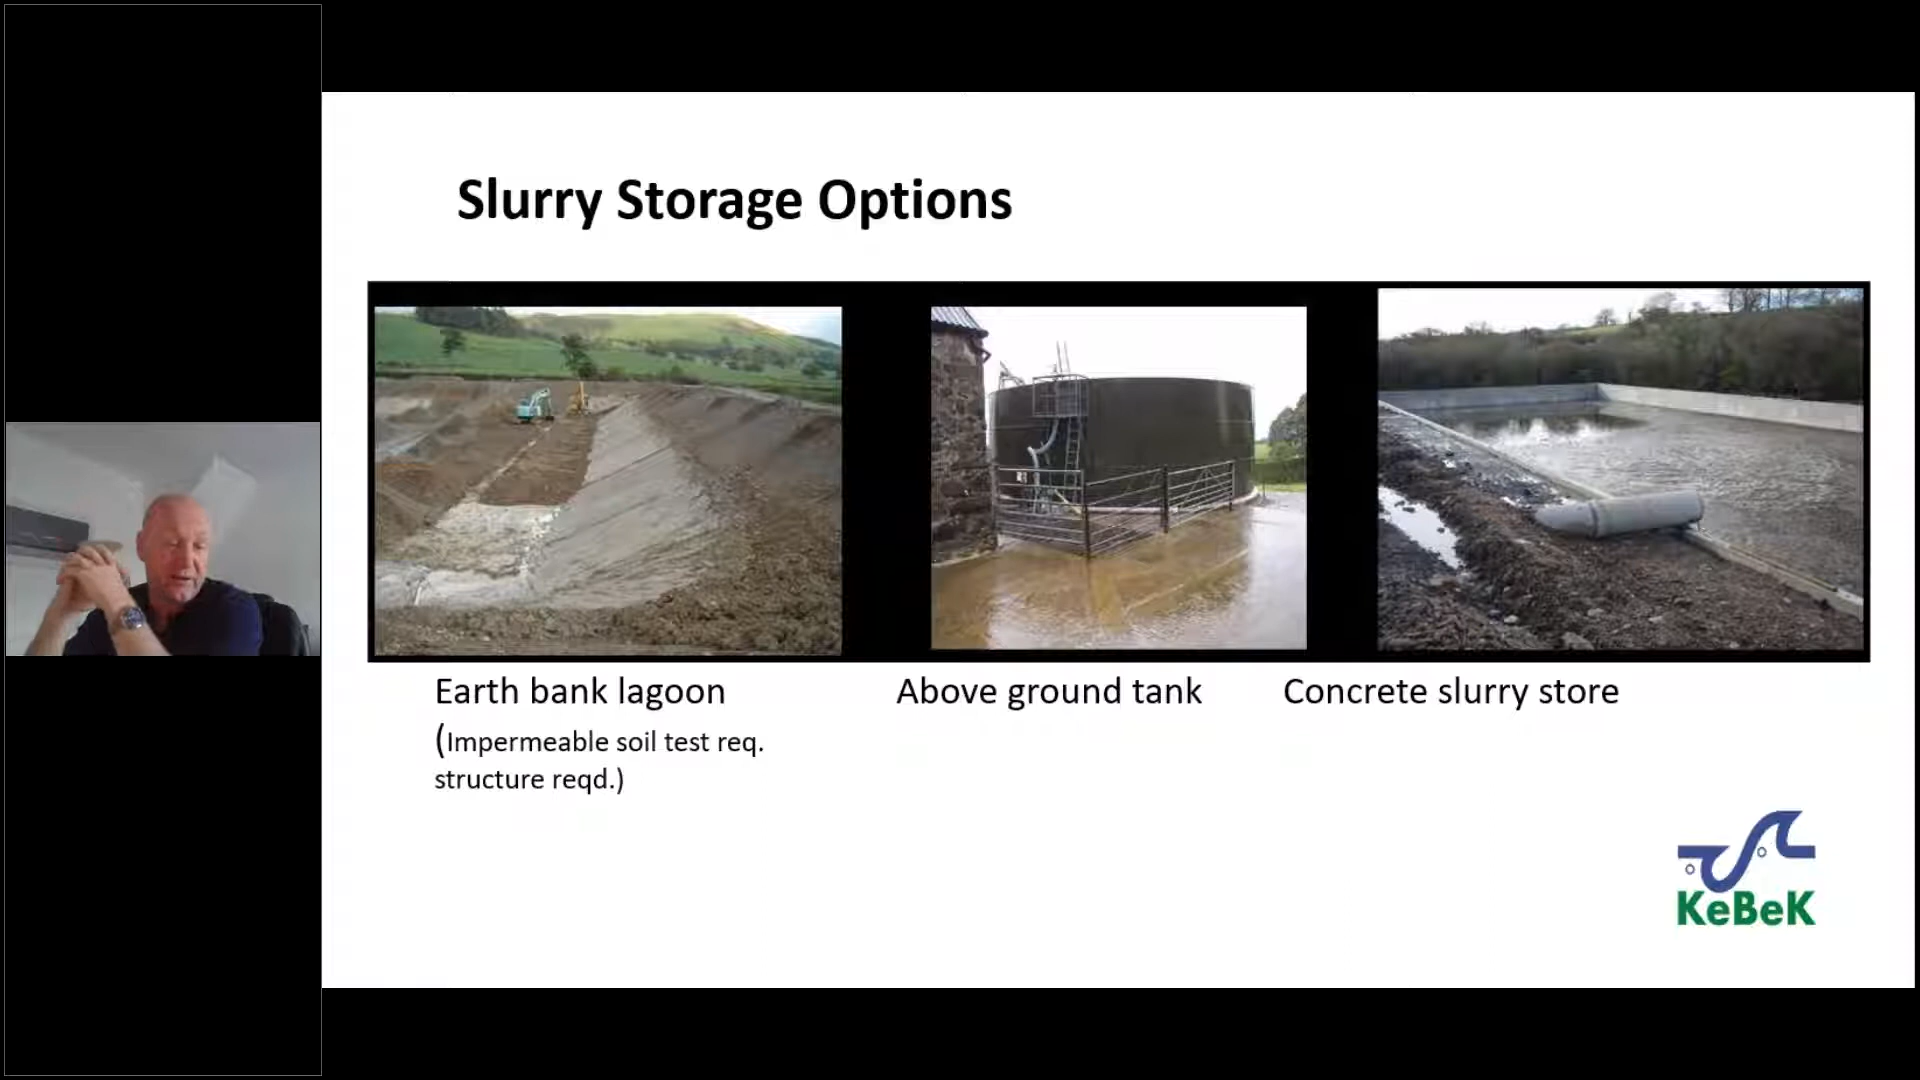 Slurry Storage Options
Earth bank lagoon
(Impermeable soil test req.
structure reqd.)
Above ground tank
Concrete slurry store
KeBeK